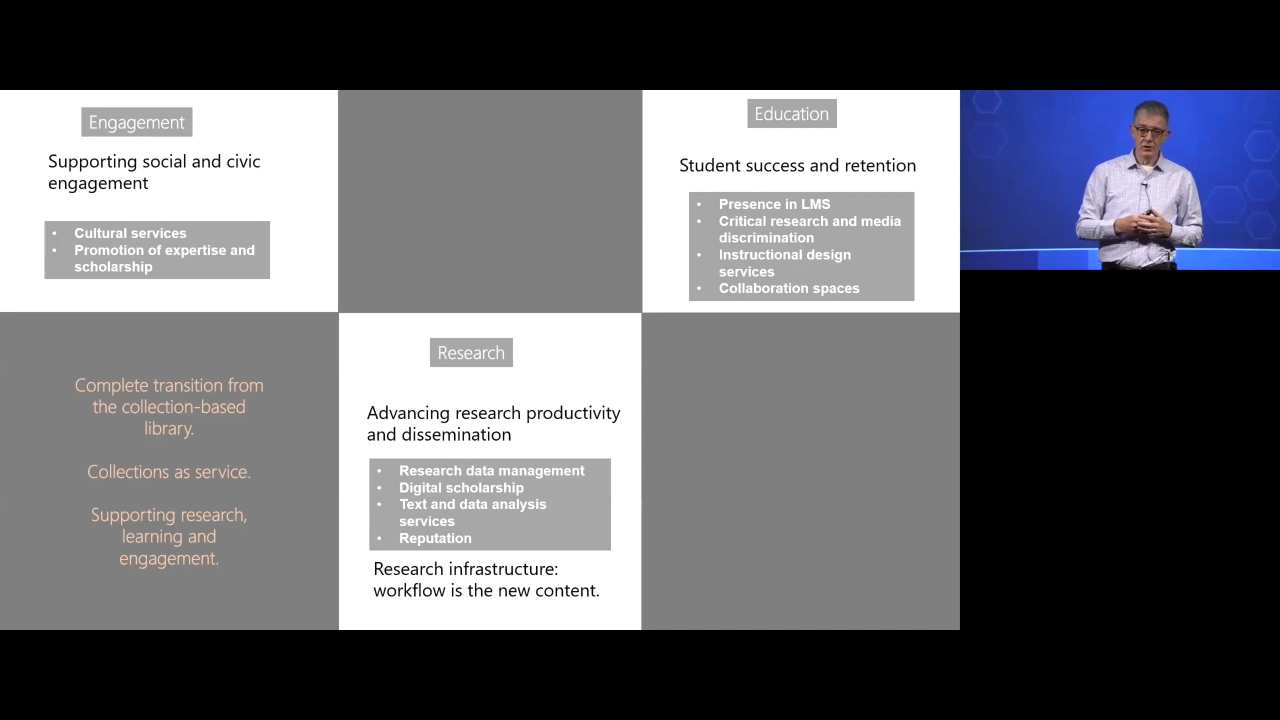 Engagement
Supporting social and civic
engagement
• Cultural services
• Promotion of expertise and
scholarship
Education
Student success and retention
• Presence in LMS
• Critical research and media
discrimination
• Instructional design
services
• Collaboration spaces
Complete transition from
the collection-based
library.
Collections as service.
Supporting research,
learning and
engagement.
Research
Advancing research productivity
and dissemination
• Research data management
• Digital scholarship
• Text and data analysis
services
• Reputation
Research infrastructure:
workflow is the new content.